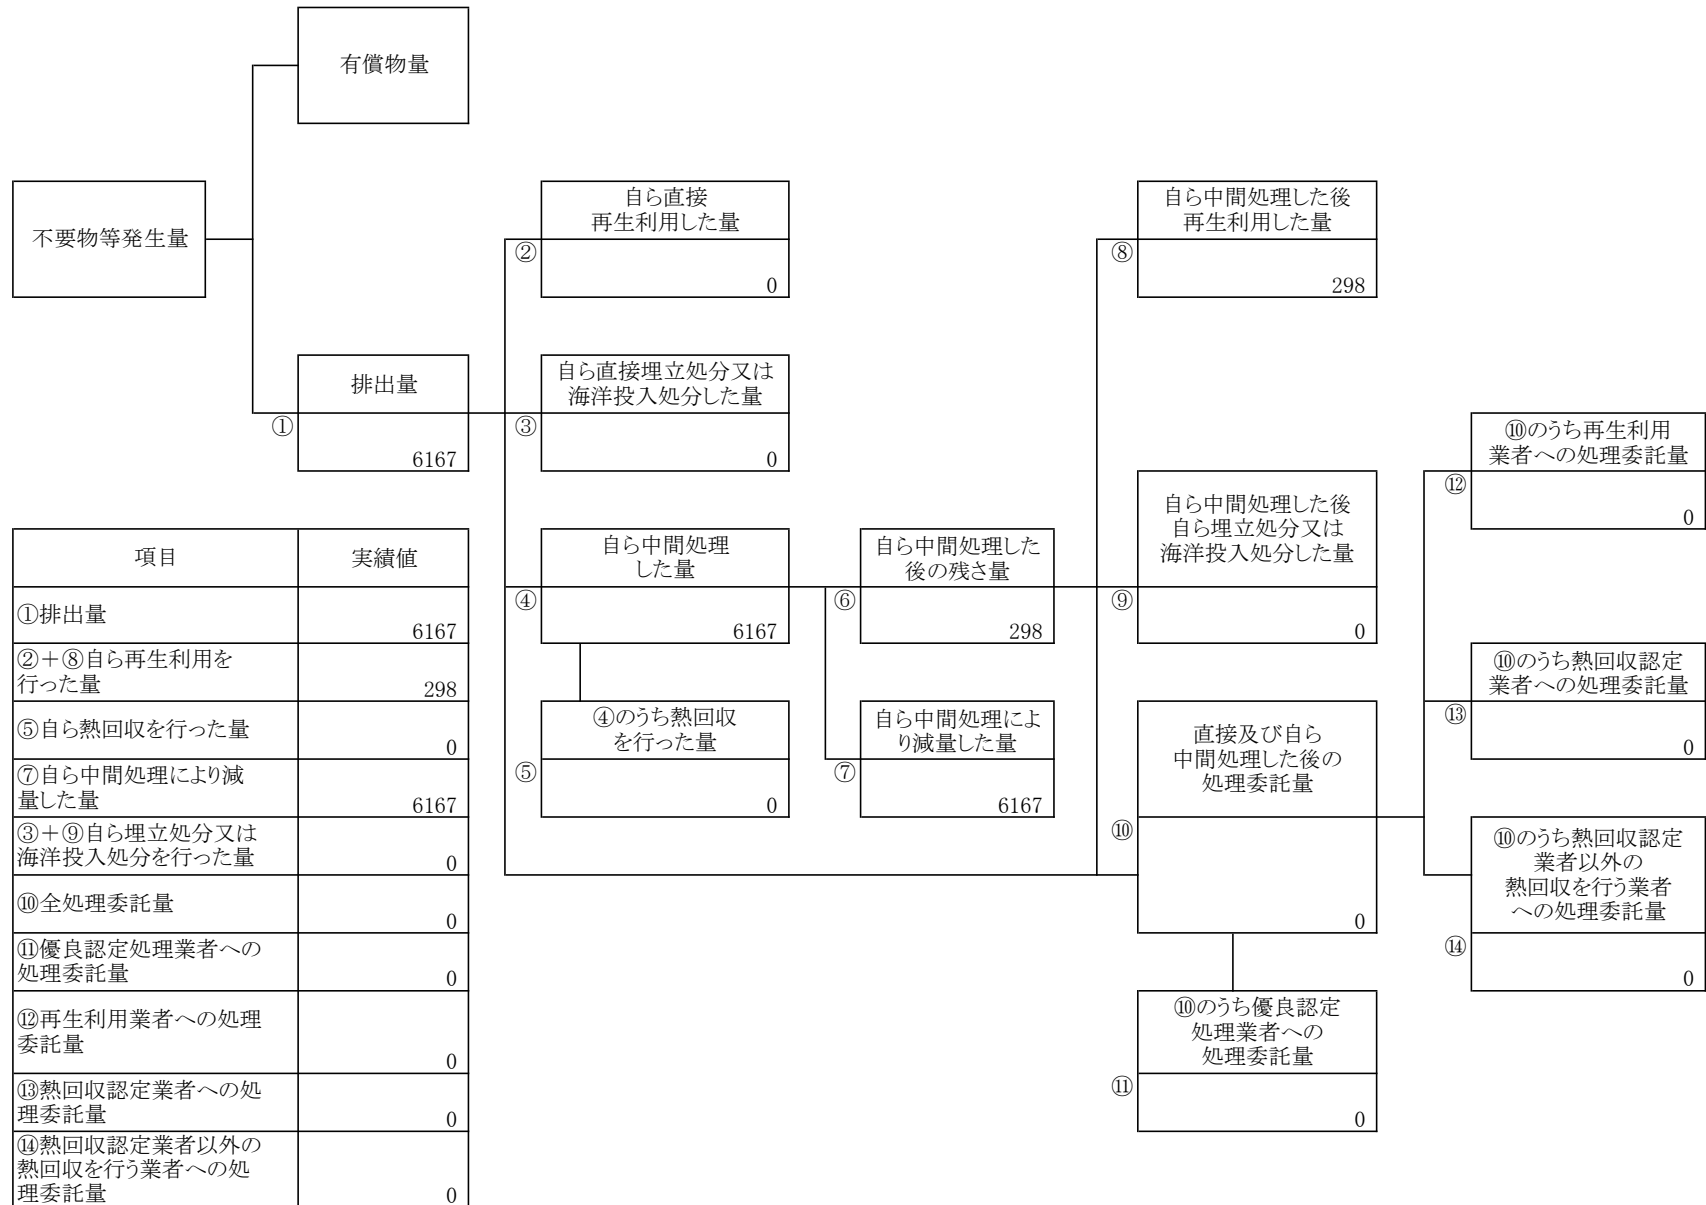 有償物量
不要物等発生量
自ら直接
再生利用した量
②
0
自ら中間処理した後
再生利用した量
⑧
298
排出量
①
6167
自ら直接埋立処分又は
海洋投入処分した量
③
0
⑩のうち再生利用
業者への処理委託量
⑫
0
自ら中間処理した後
自ら埋立処分又は
海洋投入処分した量
⑨
0
自ら中間処理
した量
④
6167
自ら中間処理した
後の残さ量
⑥
298
④のうち熱回収
を行った量
⑤
0
自ら中間処理によ
り減量した量
⑦
6167
直接及び自ら
中間処理した後の
処理委託量
⑩
0
⑩のうち熱回収認定
業者への処理委託量
⑬
0
⑩のうち熱回収認定
業者以外の
熱回収を行う業者
への処理委託量
⑭
0
⑩のうち優良認定
処理業者への
処理委託量
⑪
0
項目 実績値
①排出量
6167
②+⑧自ら再生利用を
行った量
298
⑤自ら熱回収を行った量
0
⑦自ら中間処理により減
量した量
6167
③+⑨自ら埋立処分又は
海洋投入処分を行った量
0
⑩全処理委託量
0
⑪優良認定処理業者への
処理委託量
0
⑫再生利用業者への処理
委託量
0
⑬熱回収認定業者への処
理委託量
0
⑭熱回収認定業者以外の
熱回収を行う業者への処
理委託量
0